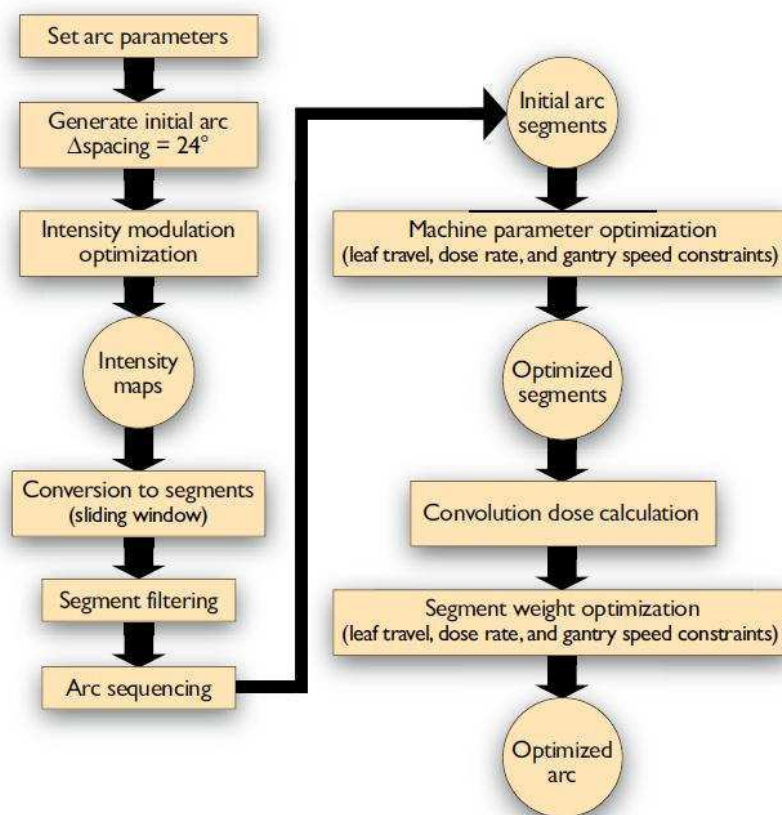 Set arc parameters
Generate initial arc
Δspacing = 24°
Intensity modulation
optimization
Intensity
maps
Conversion to segments
(sliding window)
Segment filtering
Arc sequencing
Initial arc
segments
Machine parameter optimization
(leaf travel, dose rate, and gantry speed constraints)
Optimized
segments
Convolution dose calculation
Segment weight optimization
(leaf travel, dose rate, and gantry speed constraints)
Optimized
arc